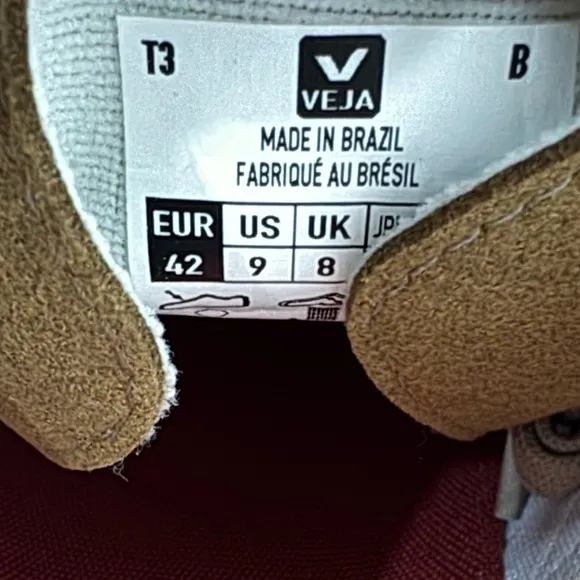 T3 VEJA B
MADE IN BRAZIL
FABRIQUÉ AU BRÉSIL
EUR US UK
42 9 8